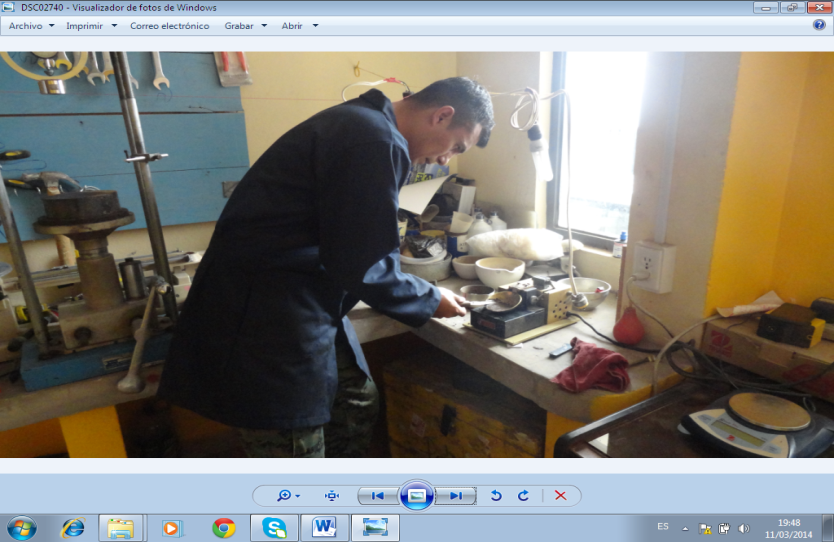 DSC02740 - Visualizador de fotos de Windows
Archivo Imprimir Correo electrónico Grabar Abrir
ES
19:48
11/03/2014